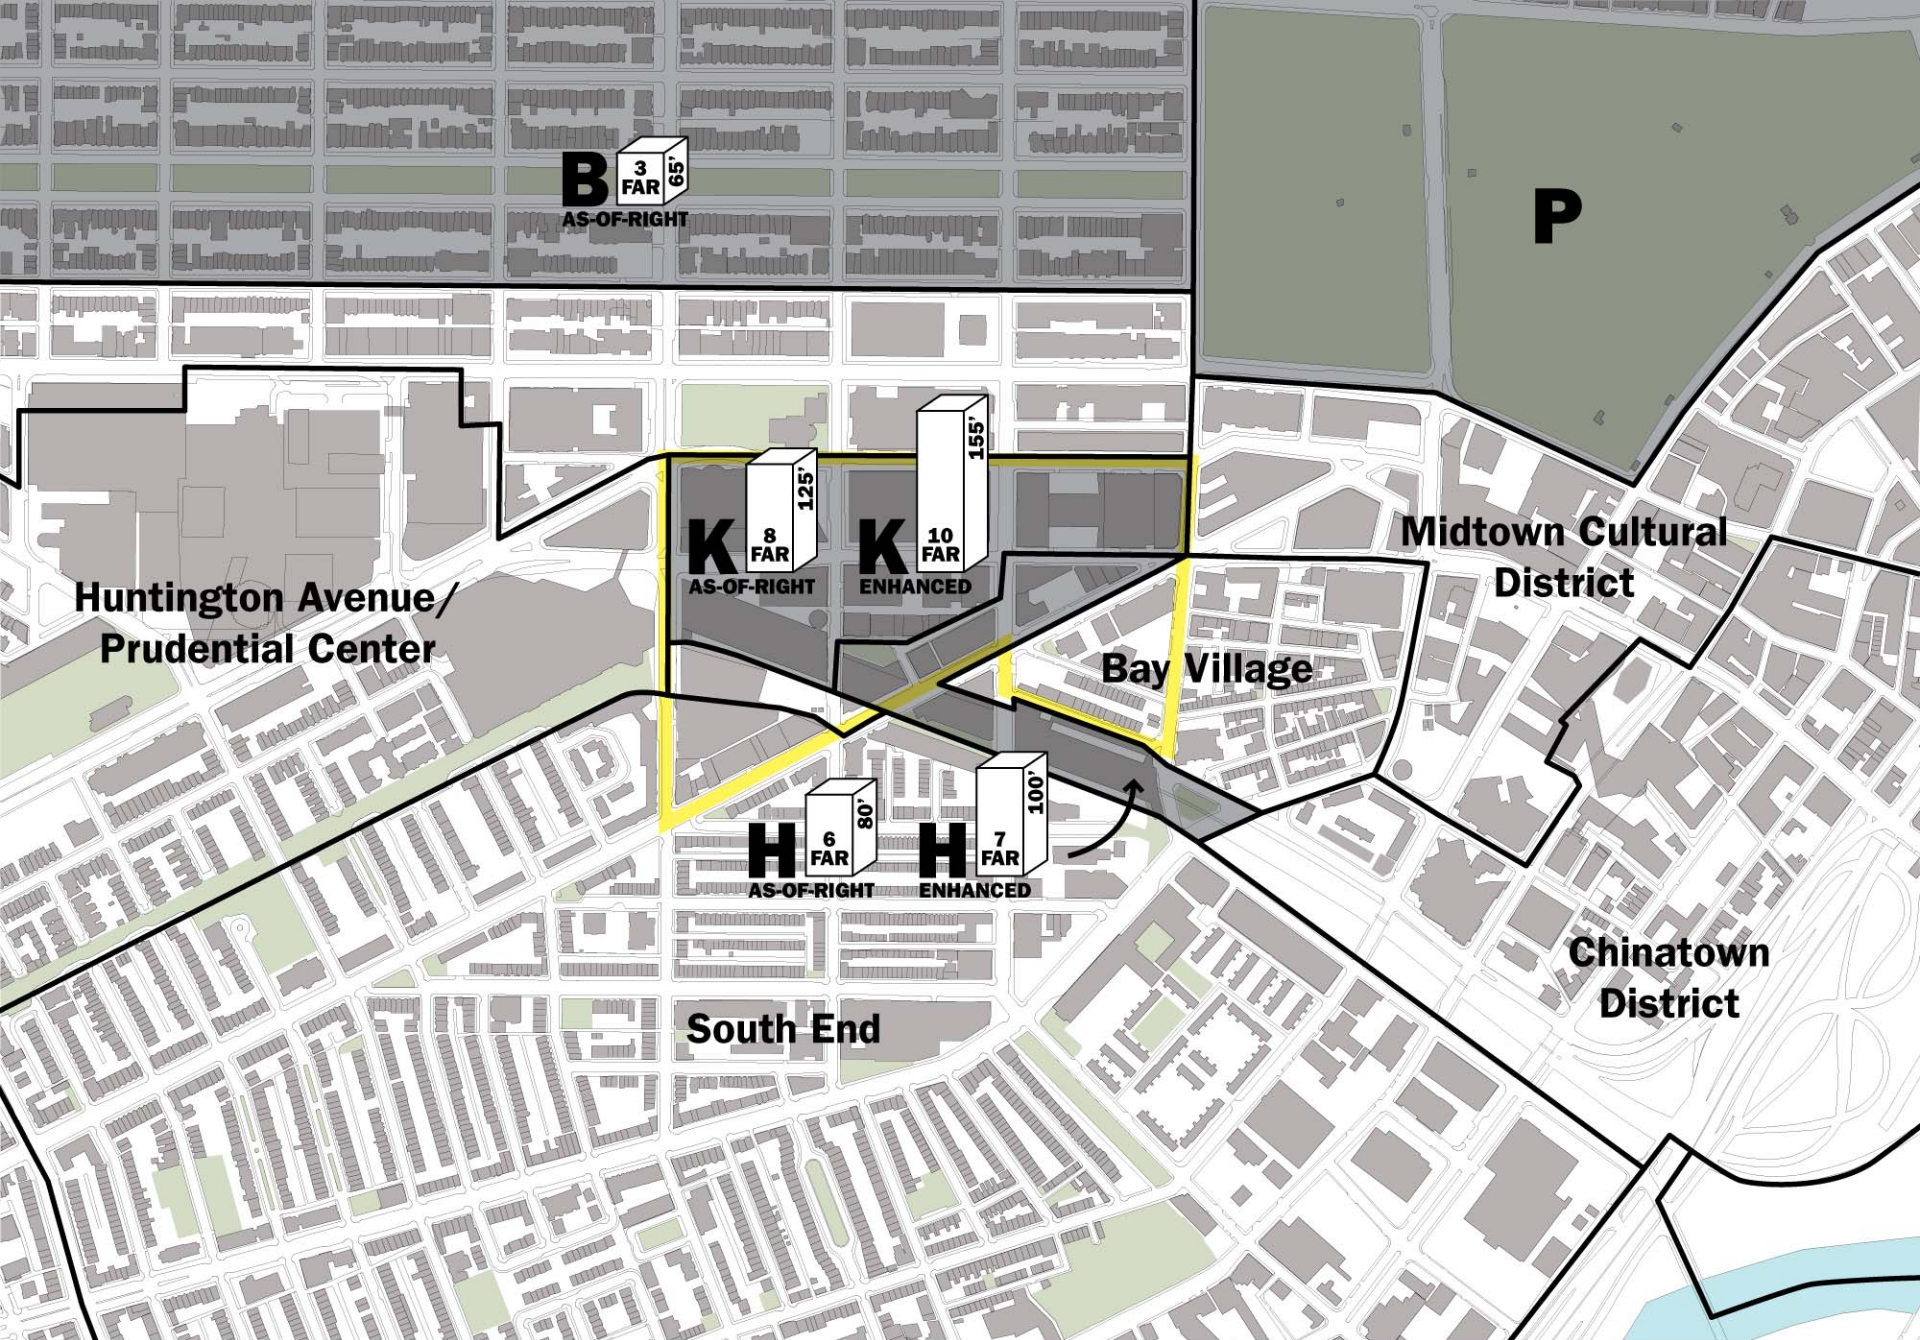 B
3
FAR
65'
AS-OF-RIGHT
P
K
8
FAR
125'
AS-OF-RIGHT
K
10
FAR
155'
ENHANCED
Midtown Cultural
District
Huntington Avenue/
Prudential Center
Bay Village
H
6
FAR
80'
AS-OF-RIGHT
H
7
FAR
100'
ENHANCED
Chinatown
District
South End